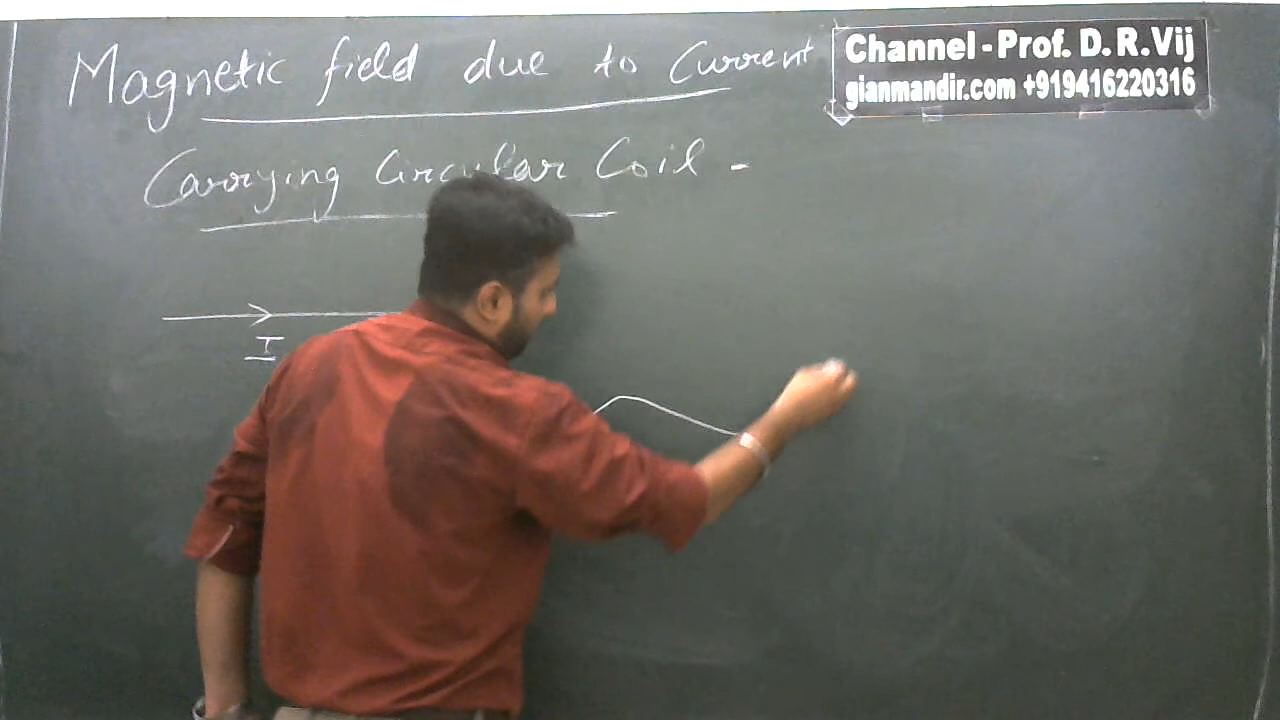 Magnetic field due to Current
Carrying Circular Coil -
I
Channel - Prof. D. R. Vij
gianmandir.com +919416220316